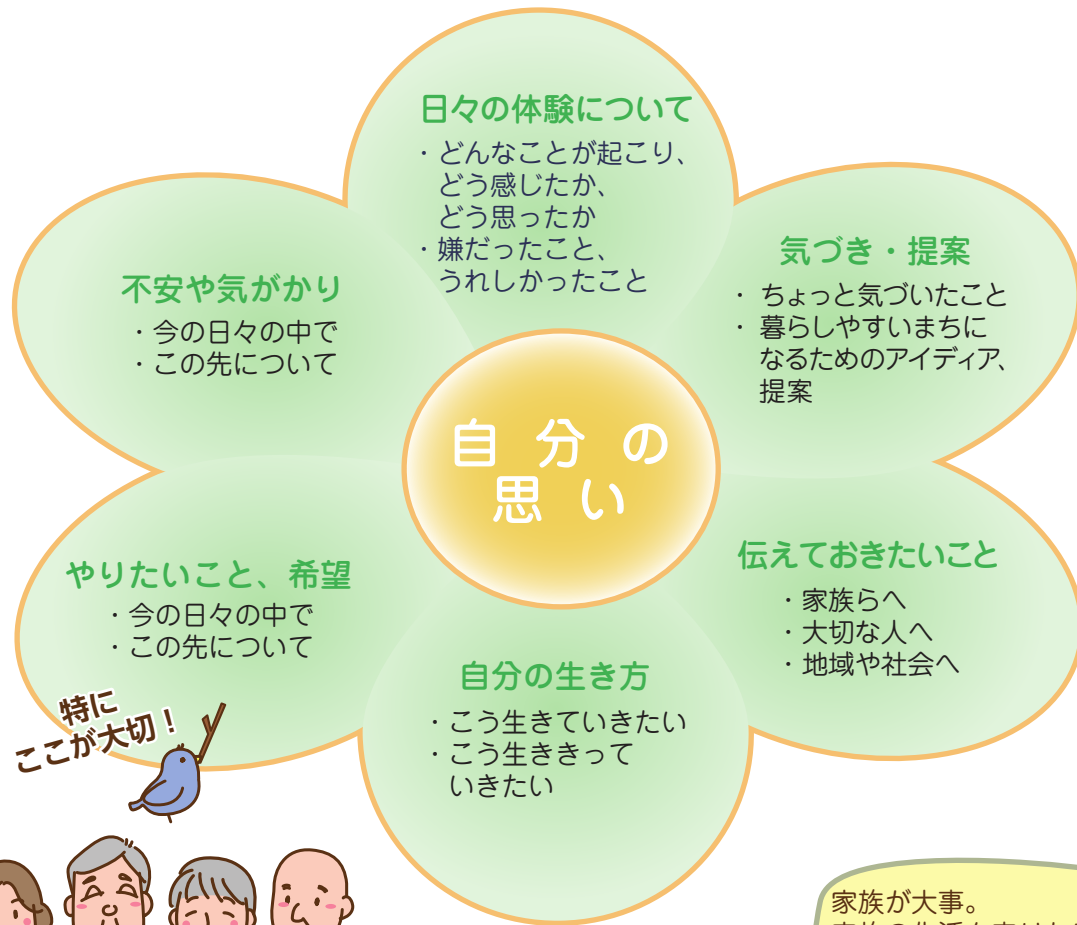 日々の体験について
・どんなことが起こり、
どう感じたか、
どう思ったか
・嫌だったこと、
うれしかったこと
気づき・提案
・ちょっと気づいたこと
・暮らしやすいまちに
なるためのアイディア、
提案
伝えておきたいこと
・家族らへ
・大切な人へ
・地域や社会へ
自分の生き方
・こう生きていきたい
・こう生ききって
いきたい
やりたいこと、希望
・今の日々の中で
・この先について
不安や気がかり
・今の日々の中で
・この先について
自分の
思い
特に
ここが大切！
家族が大事。